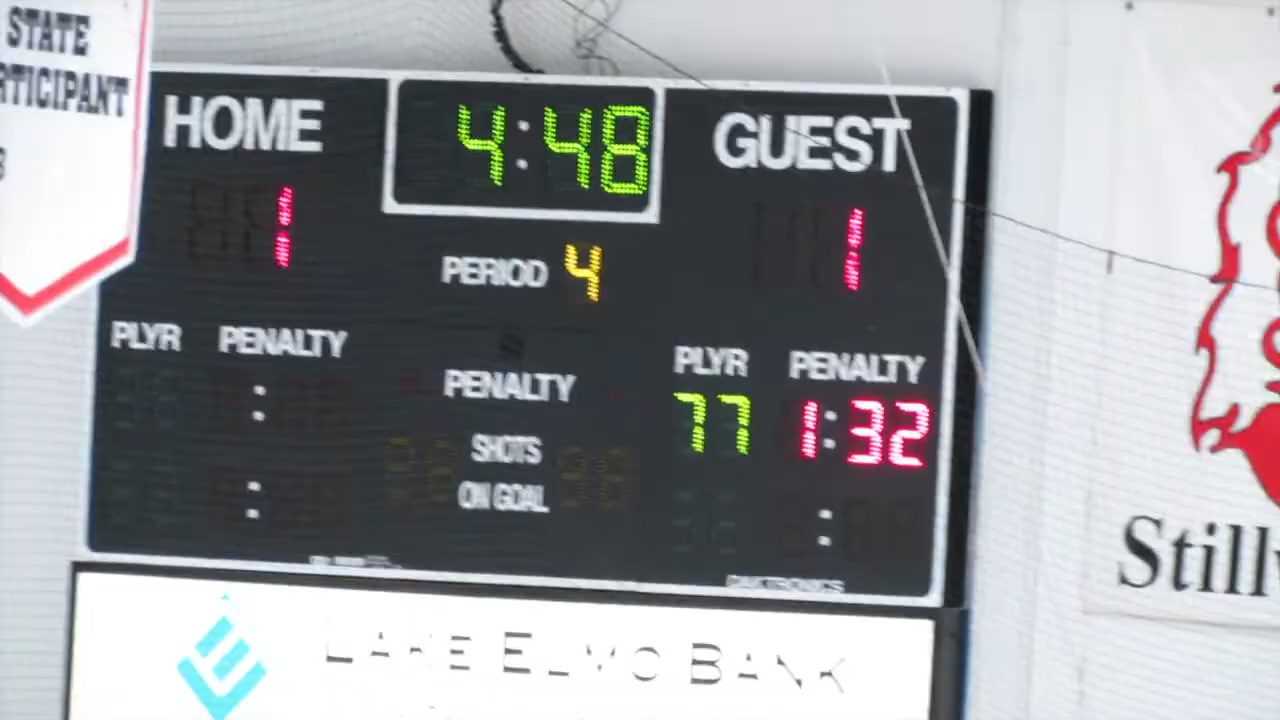 STATE
RTICIPANT
HOME
4:48
GUEST
1
1
PERIOD 4
PLYR PENALTY
PENALTY
PLYR PENALTY
77 1:32
SHOTS
ON GOAL
DAKTRONICS
LAKE ELMO BANK
Still